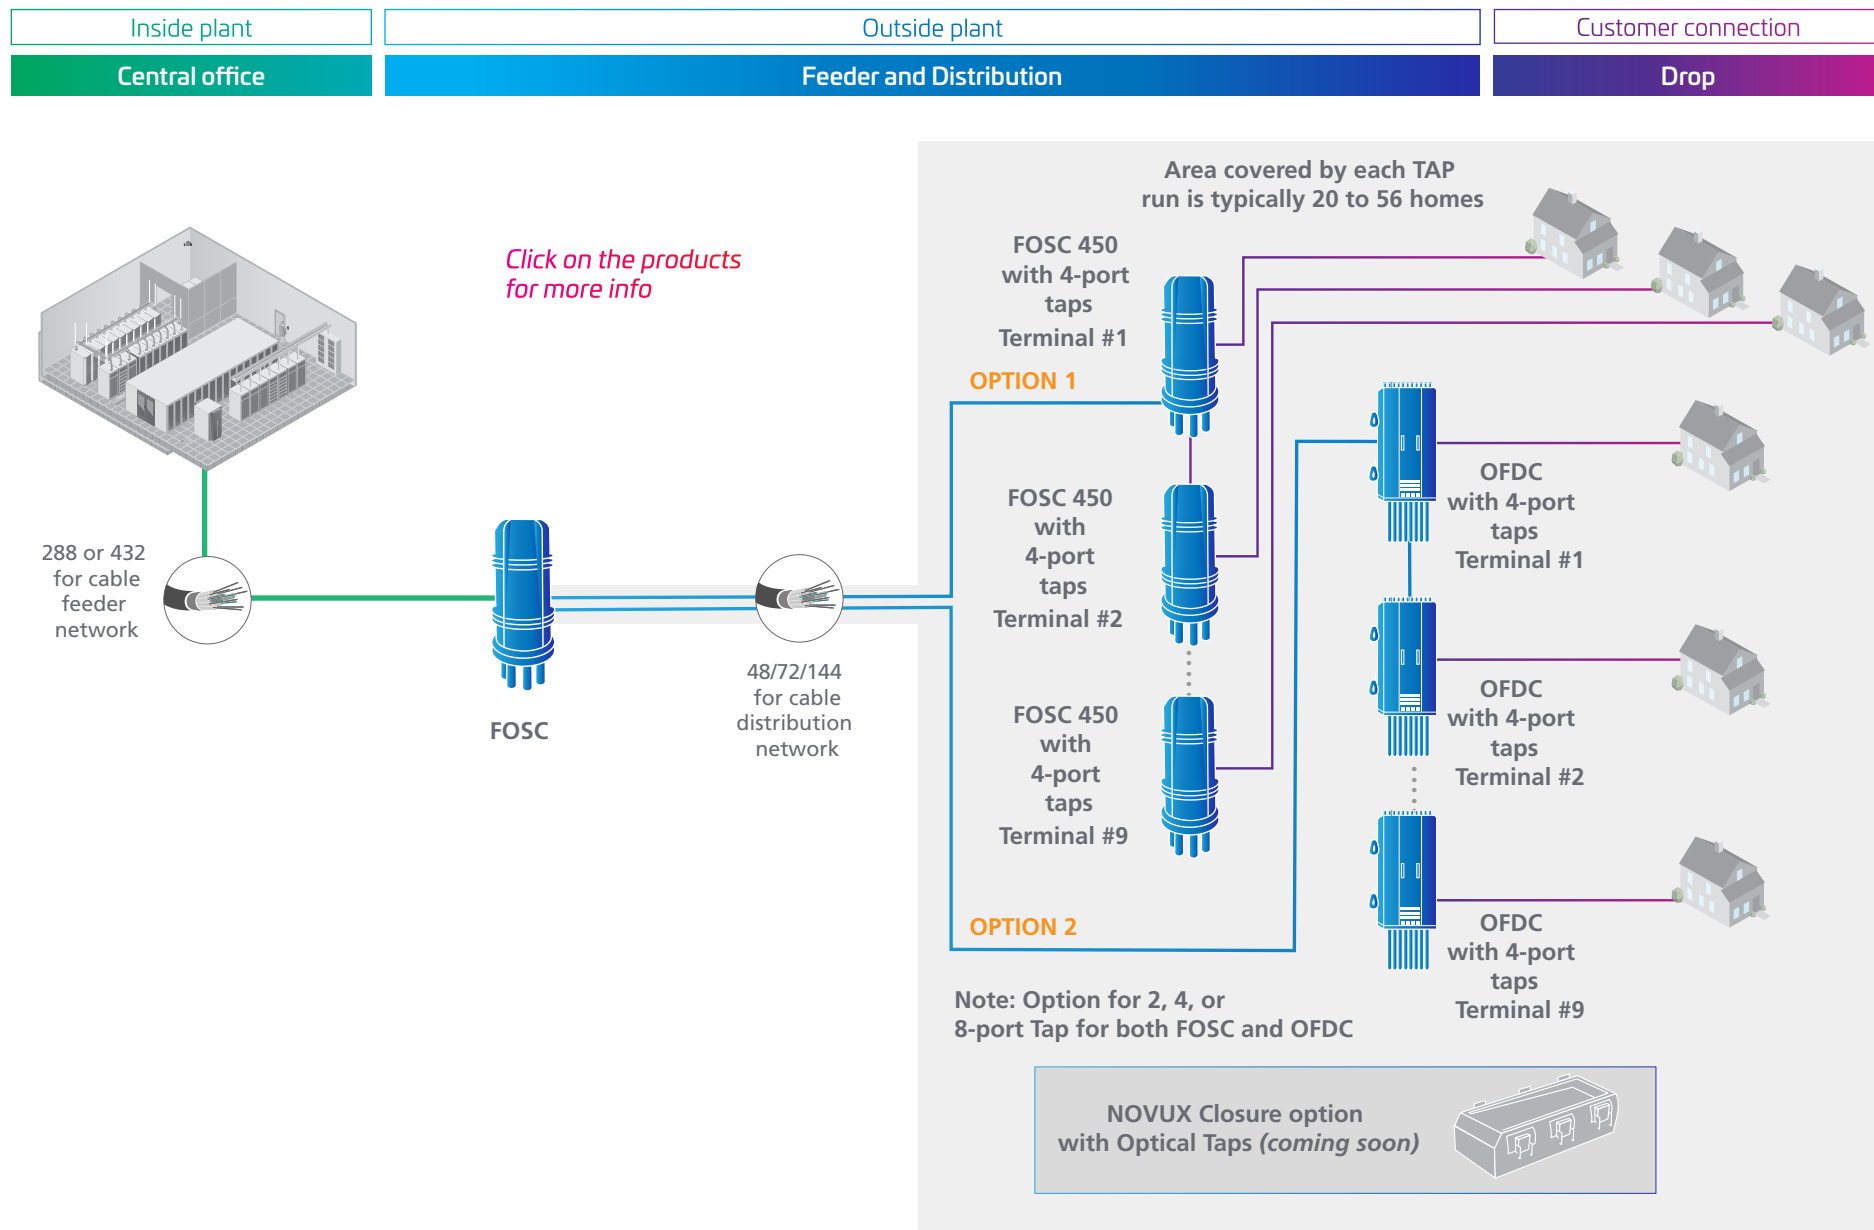 Inside plant
Outside plant
Customer connection
Central office
Feeder and Distribution
Drop
Area covered by each TAP
run is typically 20 to 56 homes
Click on the products
for more info
FOSC 450
with 4-port
taps
Terminal #1
OPTION 1
OFDC
with 4-port
taps
Terminal #1
FOSC 450
with
4-port
taps
Terminal #2
288 or 432
for cable
feeder
network
FOSC
48/72/144
for cable
distribution
network
OFDC
with 4-port
taps
Terminal #2
FOSC 450
with
4-port
taps
Terminal #9
OPTION 2
OFDC
with 4-port
taps
Terminal #9
Note: Option for 2, 4, or
8-port Tap for both FOSC and OFDC
NOVUX Closure option
with Optical Taps (coming soon)